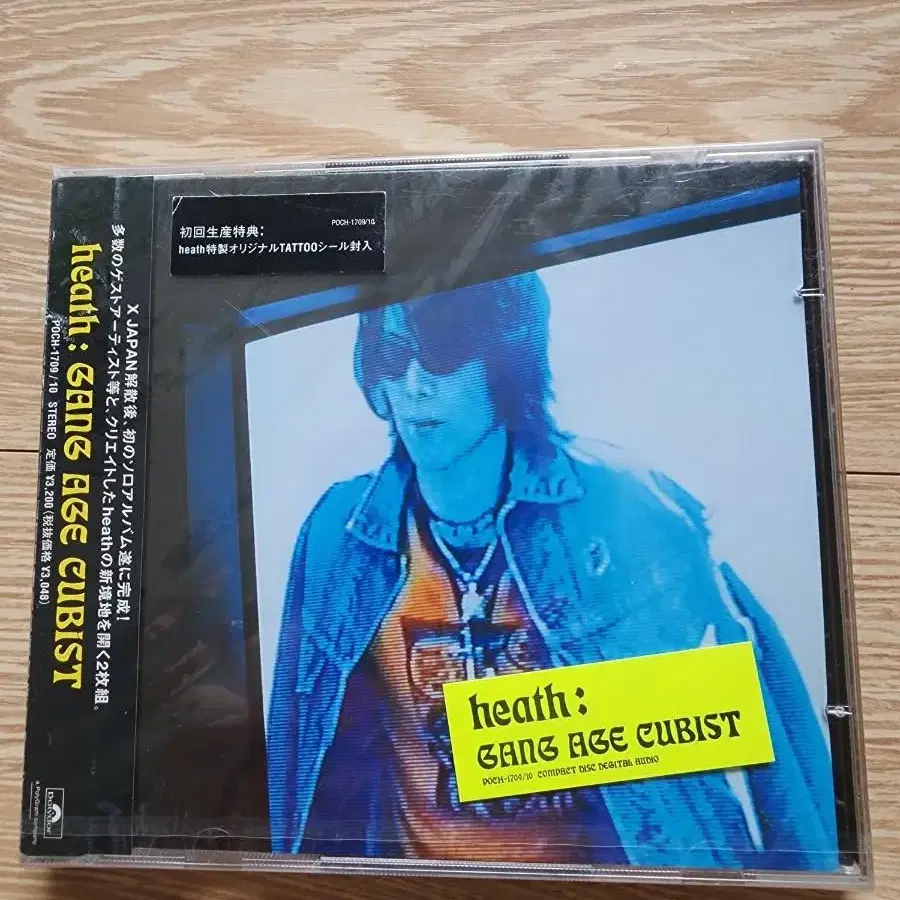 初回生産特典:
POCH-1709/10
heath特製オリジナルTATTOOシール封入
X JAPAN解散後、初のソロアルバム遂に完成!
多数のゲストアーティスト等と、クリエイトしたheathの新境地を開く2枚組。
heath: GANG AGE CUBIST
POCH-1709/10 STEREO 定価¥3,200(税抜価格 ¥3,048)
Polydor
a PolyGram company
heath:
GANG AGE CUBIST
POCH-1709/10 COMPACT DISC DEGITAL AUDIO